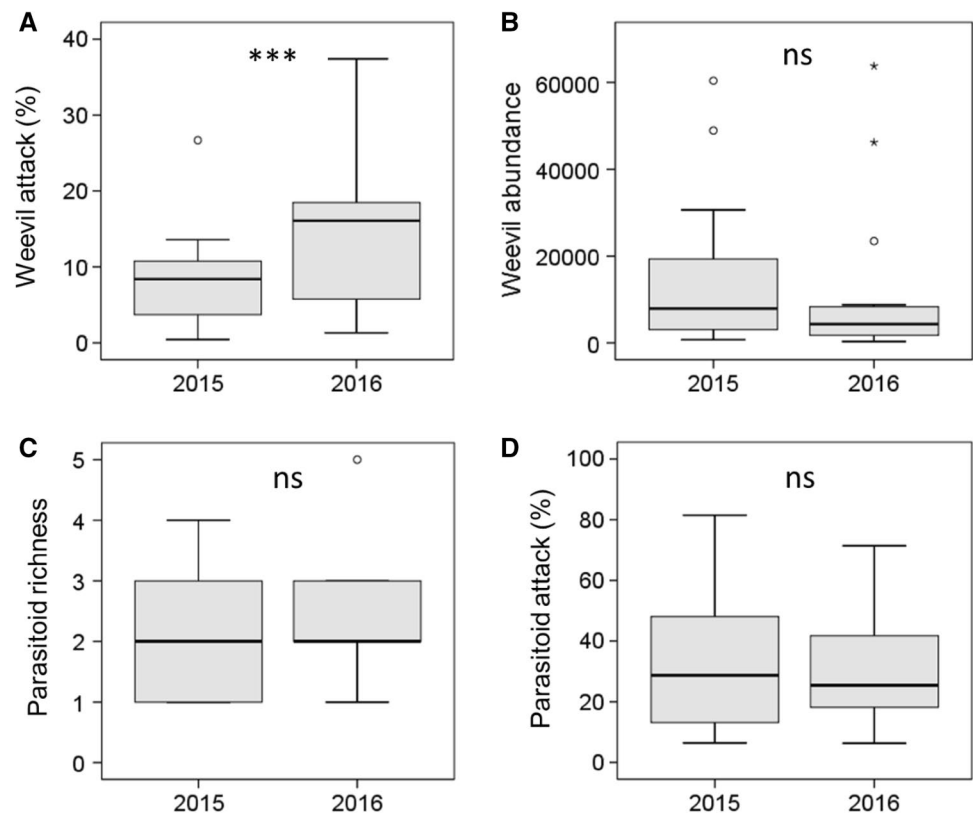 A
Weevil attack (%)
40
30
20
10
0
***
2015 2016
B
Weevil abundance
60000
40000
20000
0
ns
2015 2016
C
Parasitoid richness
5
4
3
2
1
0
ns
2015 2016
D
Parasitoid attack (%)
100
80
60
40
20
0
ns
2015 2016